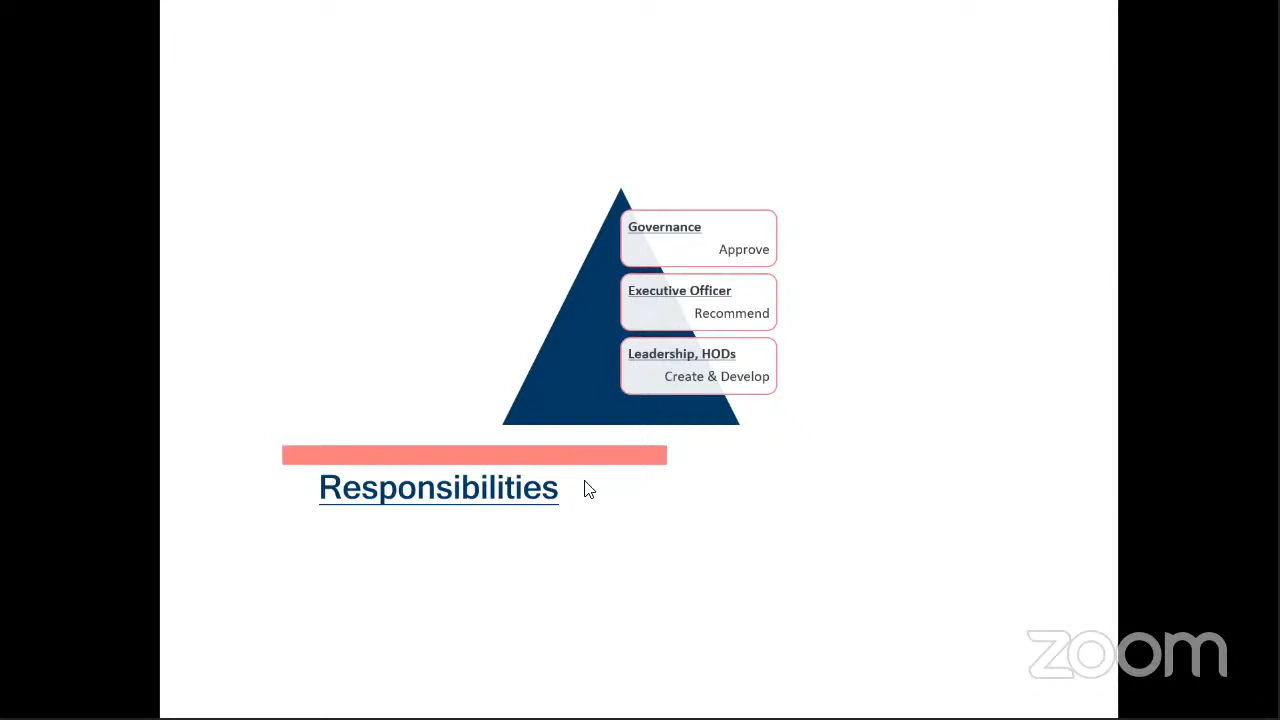 Governance
Approve
Executive Officer
Recommend
Leadership, HODs
Create & Develop
Responsibilities
zoom